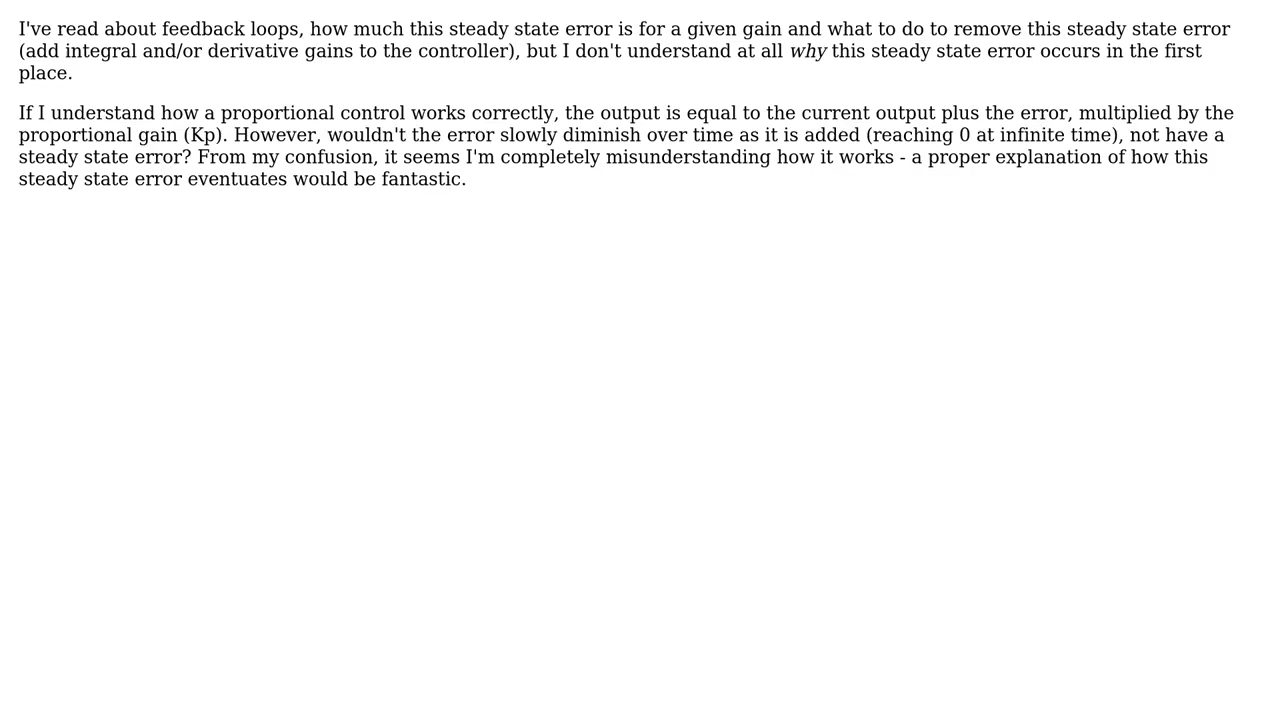 I've read about feedback loops, how much this steady state error is for a given gain and what to do to remove this steady state error
(add integral and/or derivative gains to the controller), but I don't understand at all why this steady state error occurs in the first
place.
If I understand how a proportional control works correctly, the output is equal to the current output plus the error, multiplied by the
proportional gain (Kp). However, wouldn't the error slowly diminish over time as it is added (reaching 0 at infinite time), not have a
steady state error? From my confusion, it seems I'm completely misunderstanding how it works - a proper explanation of how this
steady state error eventuates would be fantastic.